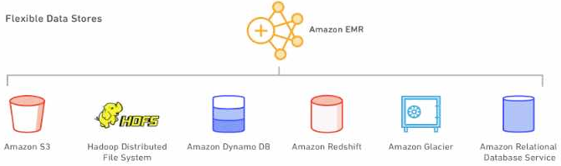 Flexible Data Stores
Amazon EMR
HDFS
Amazon S3
Hadoop Distributed
File System
Amazon Dynamo DB
Amazon Redshift
Amazon Glacier
Amazon Relational
Database Service